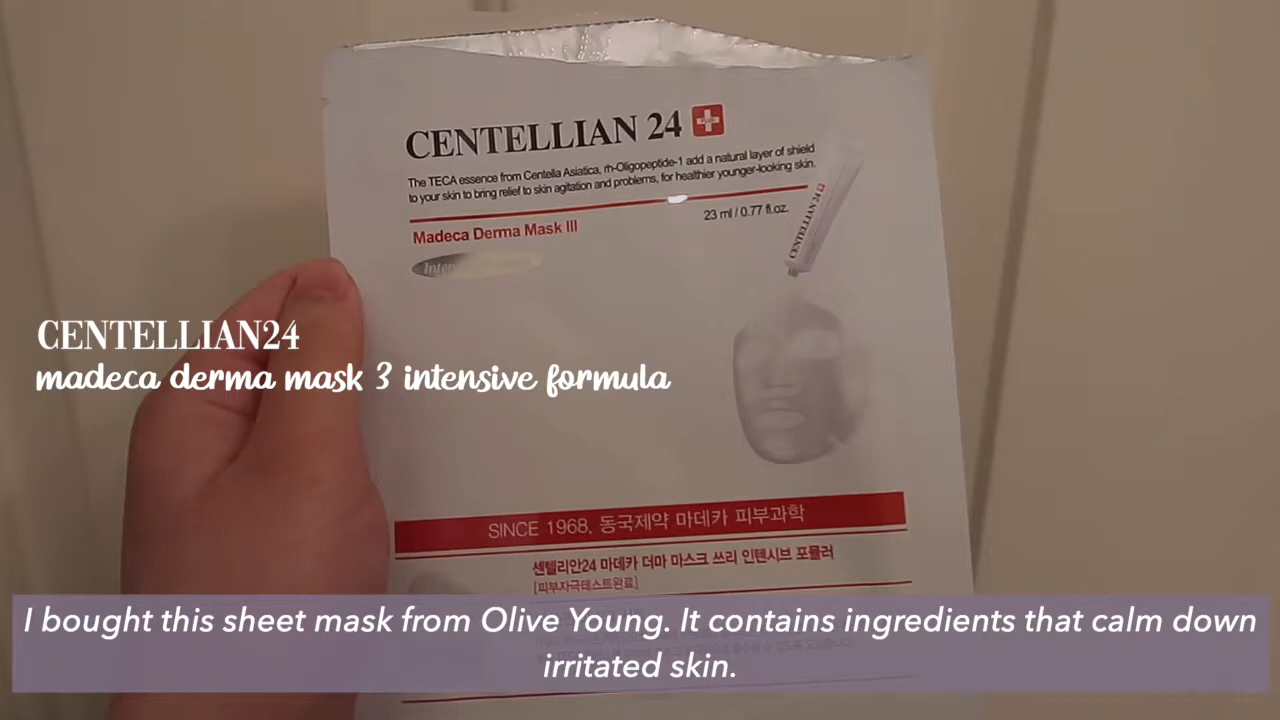 CENTELLIAN 24
The TECA essence from Centella Asiatica, rh-Oligopeptide-1 add a natural layer of shield
to your skin to bring relief to skin agitation and problems, for healthier younger-looking skin.
23 ml / 0.77 fl.oz.
Madeca Derma Mask III
CENTELLIAN 24
CENTELLIAN24
madeca derma mask 3 intensive formula
SINCE 1968, 동국제약 마데카 피부과학
센텔리안24 마데카 더마 마스크 쓰리 인텐시브 포뮬러
[피부자극테스트완료]
I bought this sheet mask from Olive Young. It contains ingredients that calm down
irritated skin.